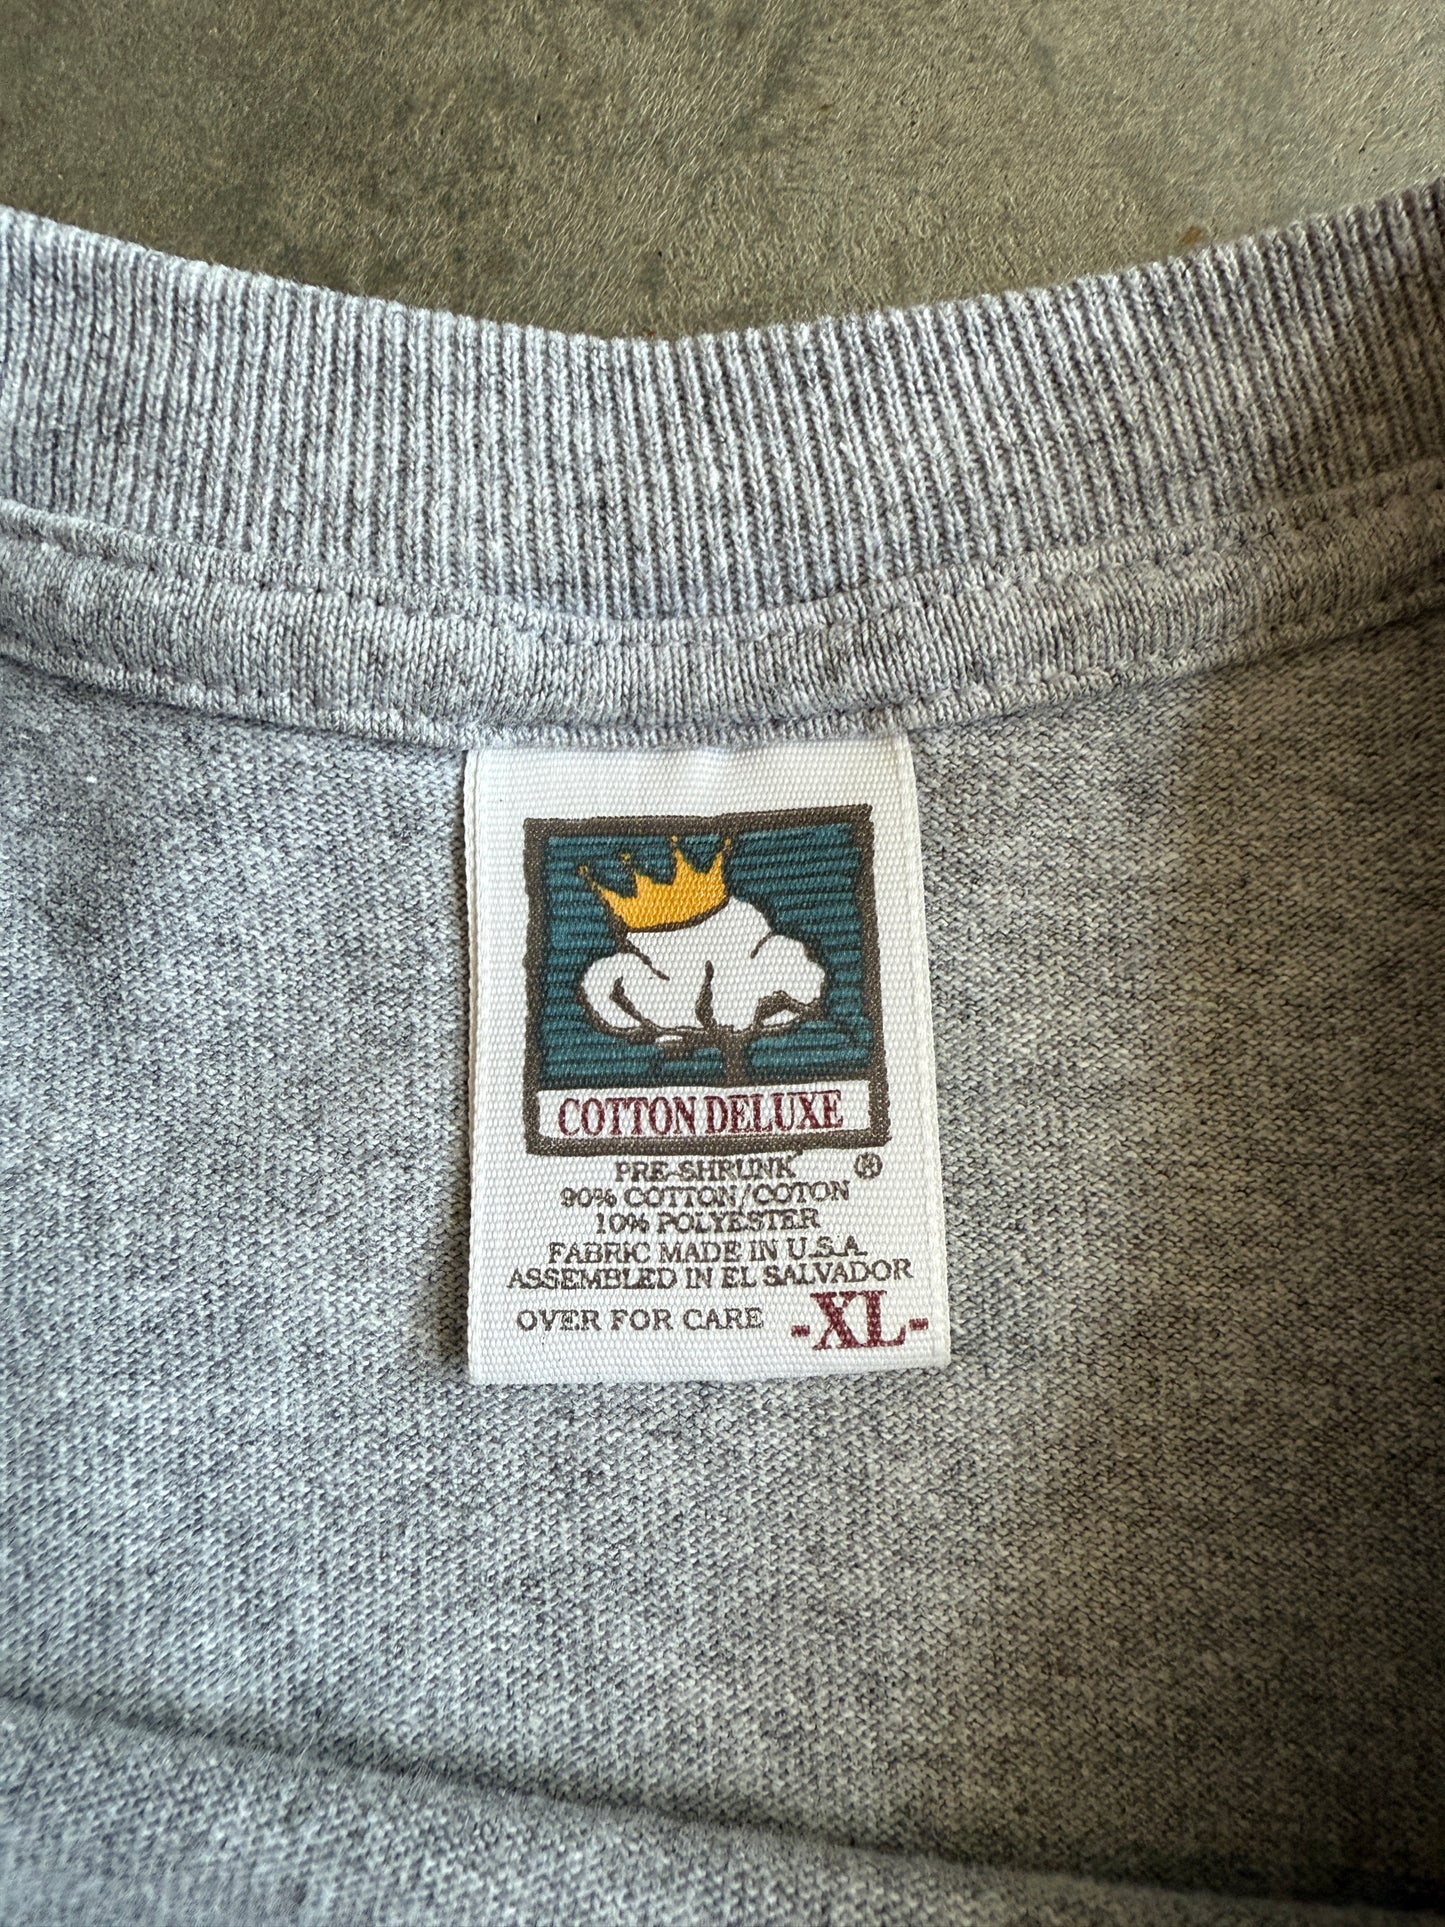 COTTON DELUXE
PRE-SHRUNK ®
90% COTTON/COTON
10% POLYESTER
FABRIC MADE IN U.S.A.
ASSEMBLED IN EL SALVADOR
OVER FOR CARE -XL-